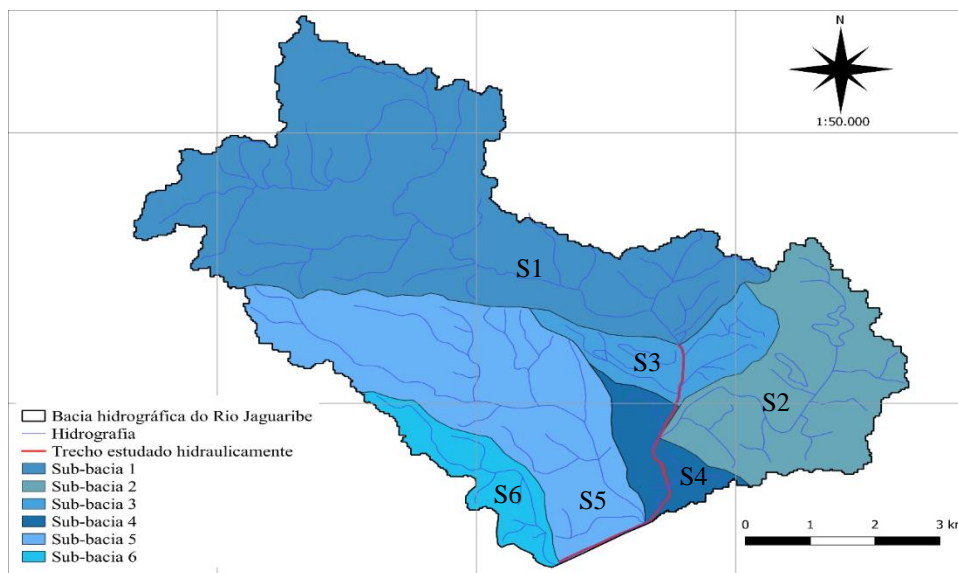 N
1:50.000
S1
S3
S2
S4
S5
S6
Bacia hidrográfica do Rio Jaguaribe
Hidrografia
Trecho estudado hidraulicamente
Sub-bacia 1
Sub-bacia 2
Sub-bacia 3
Sub-bacia 4
Sub-bacia 5
Sub-bacia 6
0 1 2 3 km